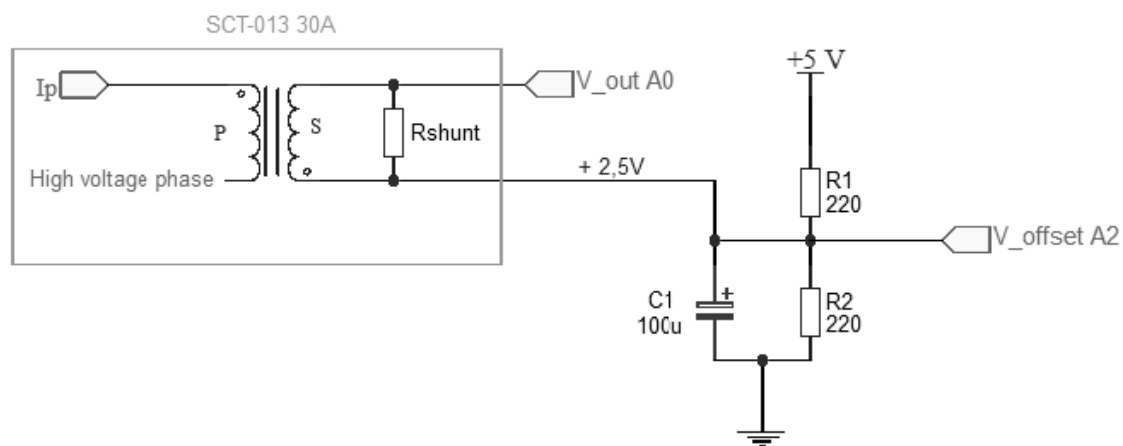 SCT-013 30A
Ip
P
S
Rshunt
V_out A0
High voltage phase
+ 2,5V
+5 V
R1
220
V_offset A2
C1
100u
+
R2
220